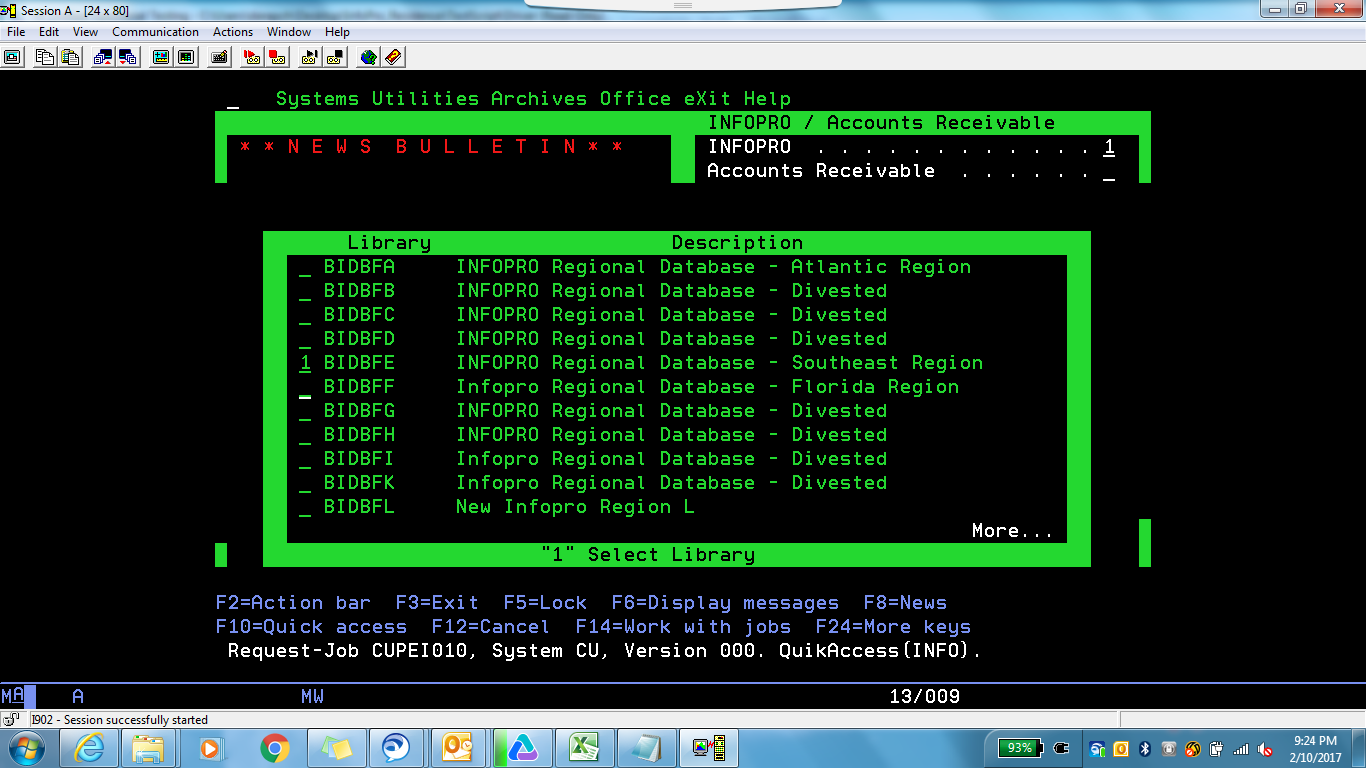 Session A - [24 x 80]
File Edit View Communication Actions Window Help
Systems Utilities Archives Office eXit Help
INFOPRO / Accounts Receivable
* * N E W S B U L L E T I N * *
INFOPRO . . . . . . . . . . . . 1
Accounts Receivable . . . . . . _
Library Description
_ BIDBFA INFOPRO Regional Database - Atlantic Region
_ BIDBFB INFOPRO Regional Database - Divested
_ BIDBFC INFOPRO Regional Database - Divested
_ BIDBFD INFOPRO Regional Database - Divested
1 BIDBFE INFOPRO Regional Database - Southeast Region
_ BIDBFF Infopro Regional Database - Florida Region
_ BIDBFG INFOPRO Regional Database - Divested
_ BIDBFH INFOPRO Regional Database - Divested
_ BIDBFI Infopro Regional Database - Divested
_ BIDBFK Infopro Regional Database - Divested
_ BIDBFL New Infopro Region L
More...
"1" Select Library
F2=Action bar F3=Exit F5=Lock F6=Display messages F8=News
F10=Quick access F12=Cancel F14=Work with jobs F24=More keys
Request-Job CUPEIO10, System CU, Version 000. QuikAccess(INFO).
MA A MW 13/009
I902 - Session successfully started
93% 9:24 PM
2/10/2017